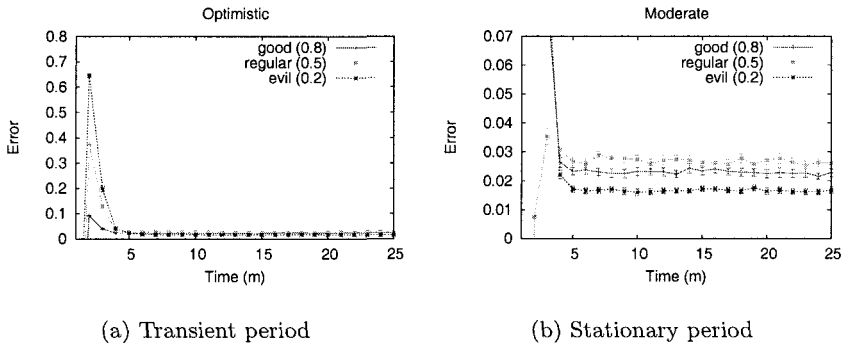 Optimistic
0.8
0.7
0.6
0.5
0.4
0.3
0.2
0.1
0
Error
good (0.8)
regular (0.5)
evil (0.2)
5 10 15 20 25
Time (m)
(a) Transient period
Moderate
0.07
0.06
0.05
0.04
0.03
0.02
0.01
0
Error
good (0.8)
regular (0.5)
evil (0.2)
5 10 15 20 25
Time (m)
(b) Stationary period